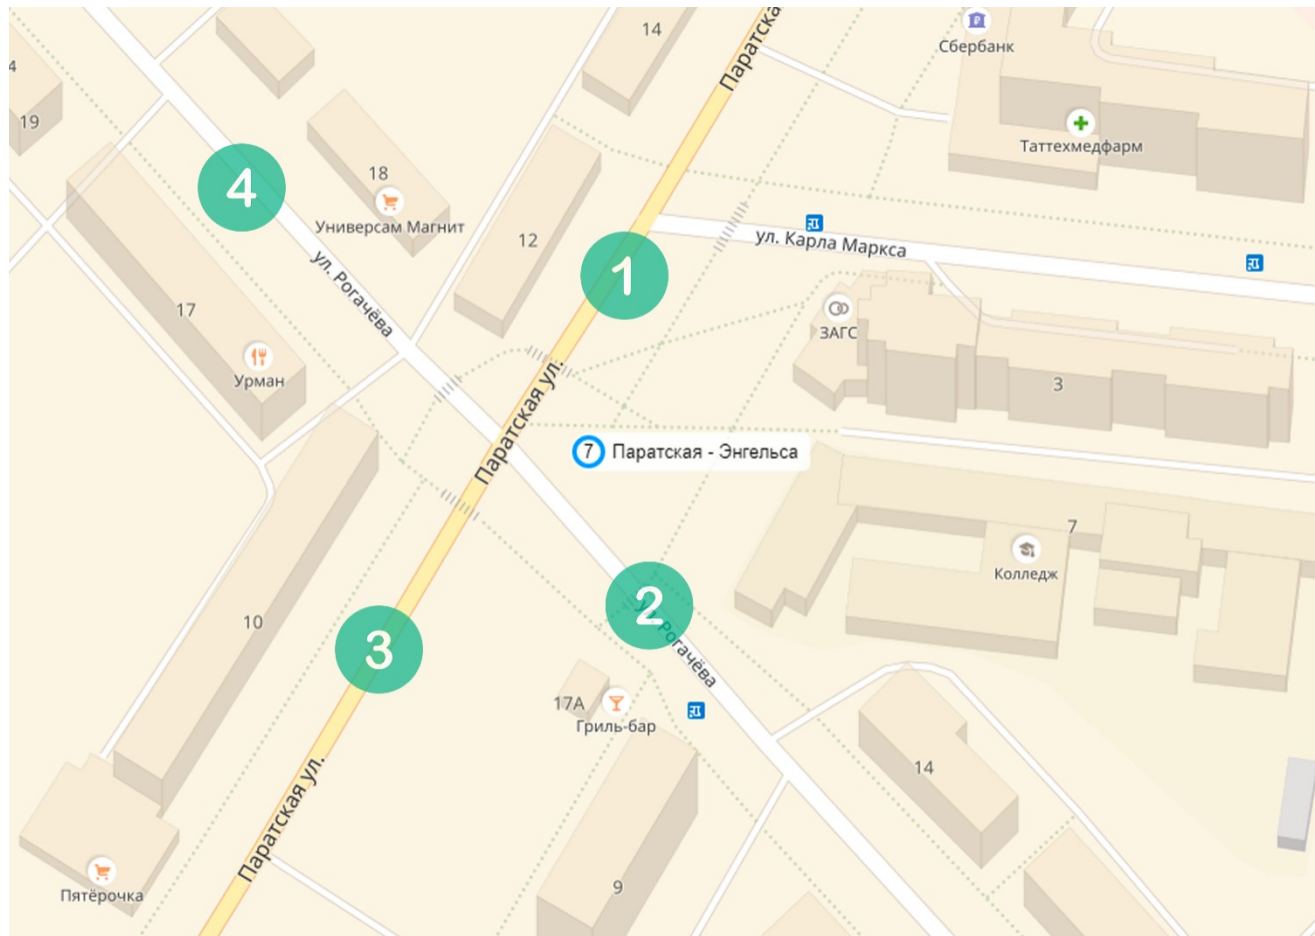 14
Паратская
Сбербанк
4
19
Таттехмедфарм
4
18
Универсам Магнит
12
ул. Карла Маркса
1
ул. Рогачёва
17
ЗАГС
Урман
3
Паратская ул.
7 Паратская - Энгельса
7
Колледж
2
ул. Рогачёва
10
3
17А
Гриль-бар
14
Паратская ул.
9
Пятёрочка